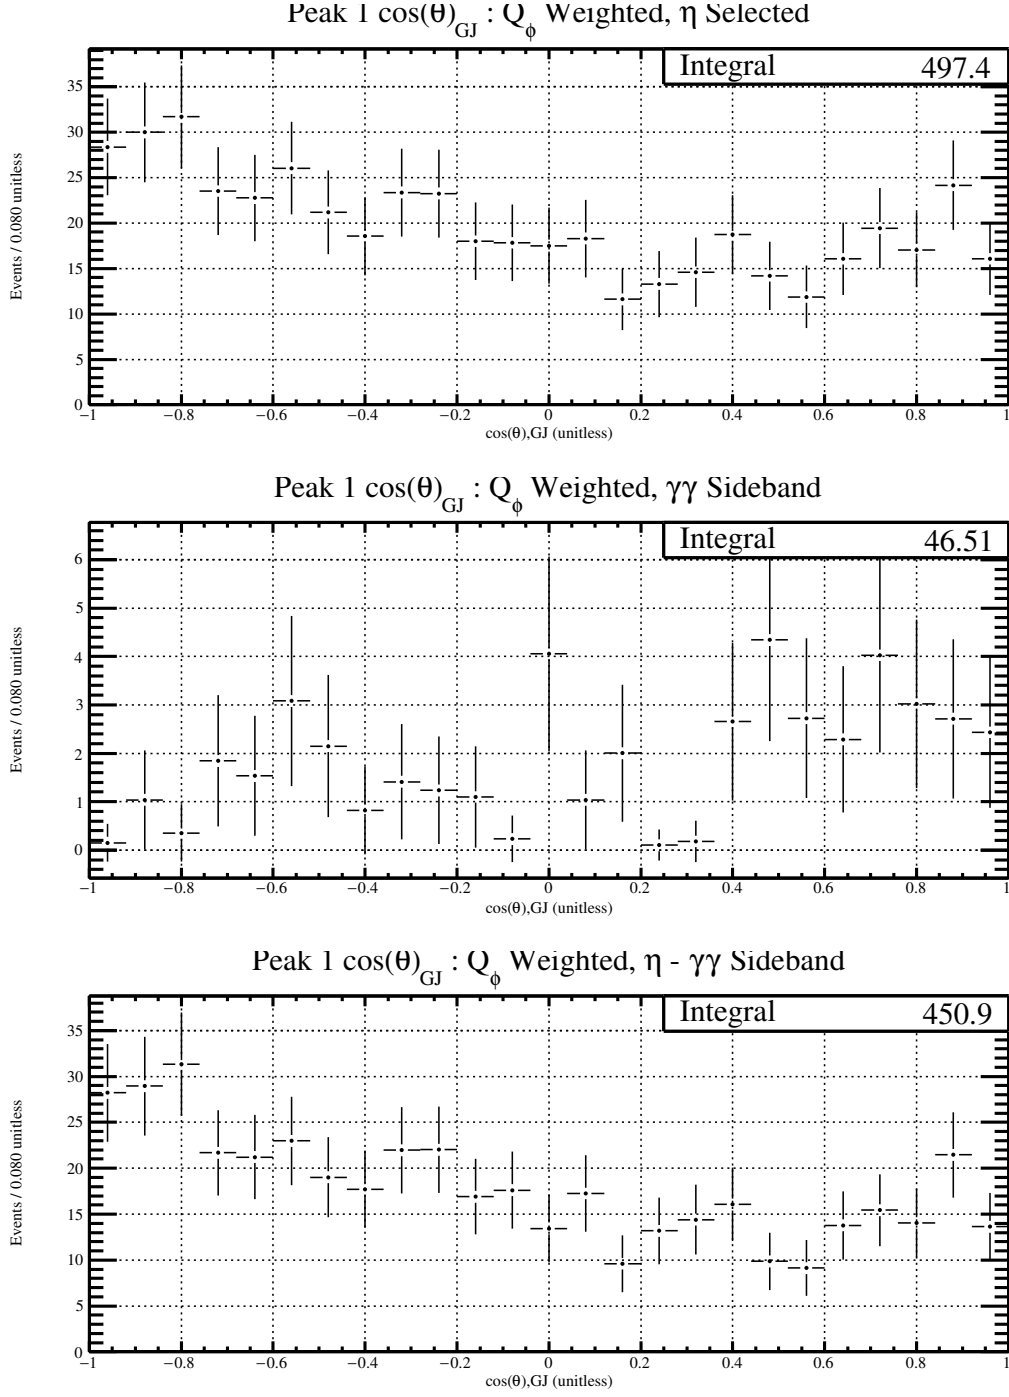 Peak 1 cos(θ)GJ : Qϕ Weighted, η Selected
Integral 497.4
Events / 0.080 unitless
35
30
25
20
15
10
5
0
−1 −0.8 −0.6 −0.4 −0.2 0 0.2 0.4 0.6 0.8 1
cos(θ),GJ (unitless)
Peak 1 cos(θ)GJ : Qϕ Weighted, γγ Sideband
Integral 46.51
Events / 0.080 unitless
6
5
4
3
2
1
0
−1 −0.8 −0.6 −0.4 −0.2 0 0.2 0.4 0.6 0.8 1
cos(θ),GJ (unitless)
Peak 1 cos(θ)GJ : Qϕ Weighted, η - γγ Sideband
Integral 450.9
Events / 0.080 unitless
35
30
25
20
15
10
5
0
−1 −0.8 −0.6 −0.4 −0.2 0 0.2 0.4 0.6 0.8 1
cos(θ),GJ (unitless)